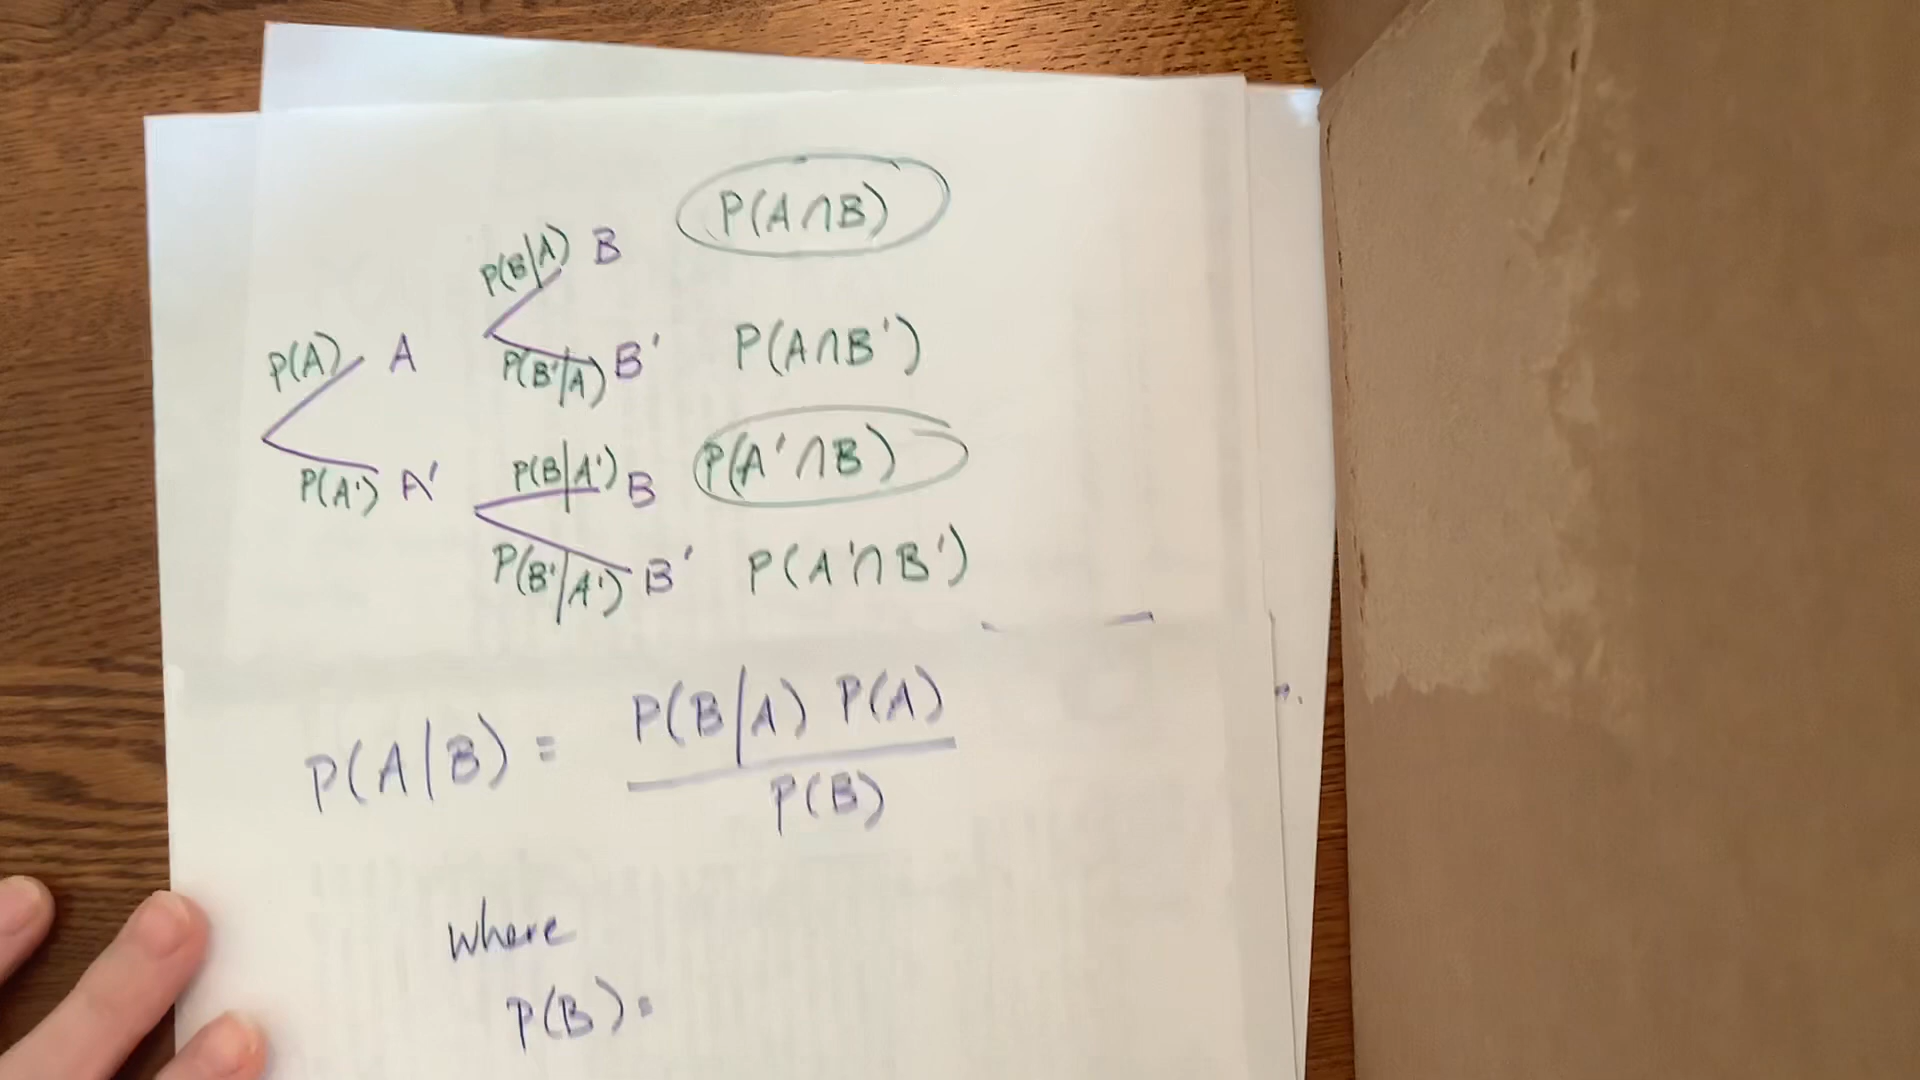 P(A∩B)
P(B|A) B
P(A) A
P(B'|A) B' P(A∩B')
P(A') A'
P(B|A') B P(A'∩B)
P(B'|A') B' P(A'∩B')
P(A|B) = P(B|A) P(A)
P(B)
where
P(B) =